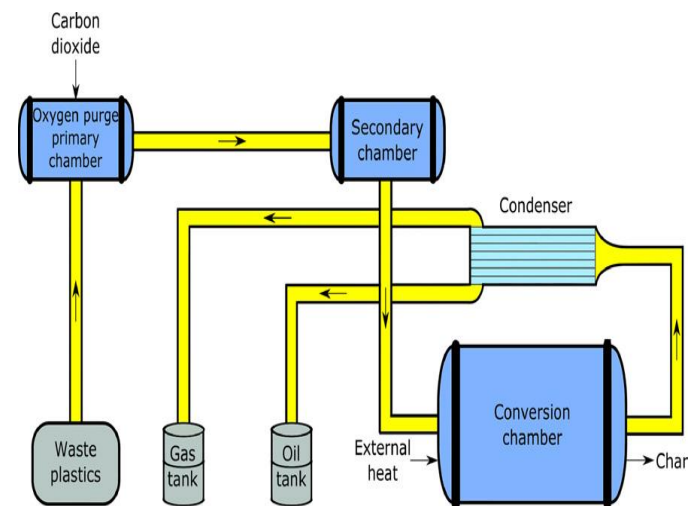 Carbon
dioxide
Oxygen purge
primary
chamber
Secondary
chamber
Condenser
Conversion
chamber
External
heat
Char
Waste
plastics
Gas
tank
Oil
tank